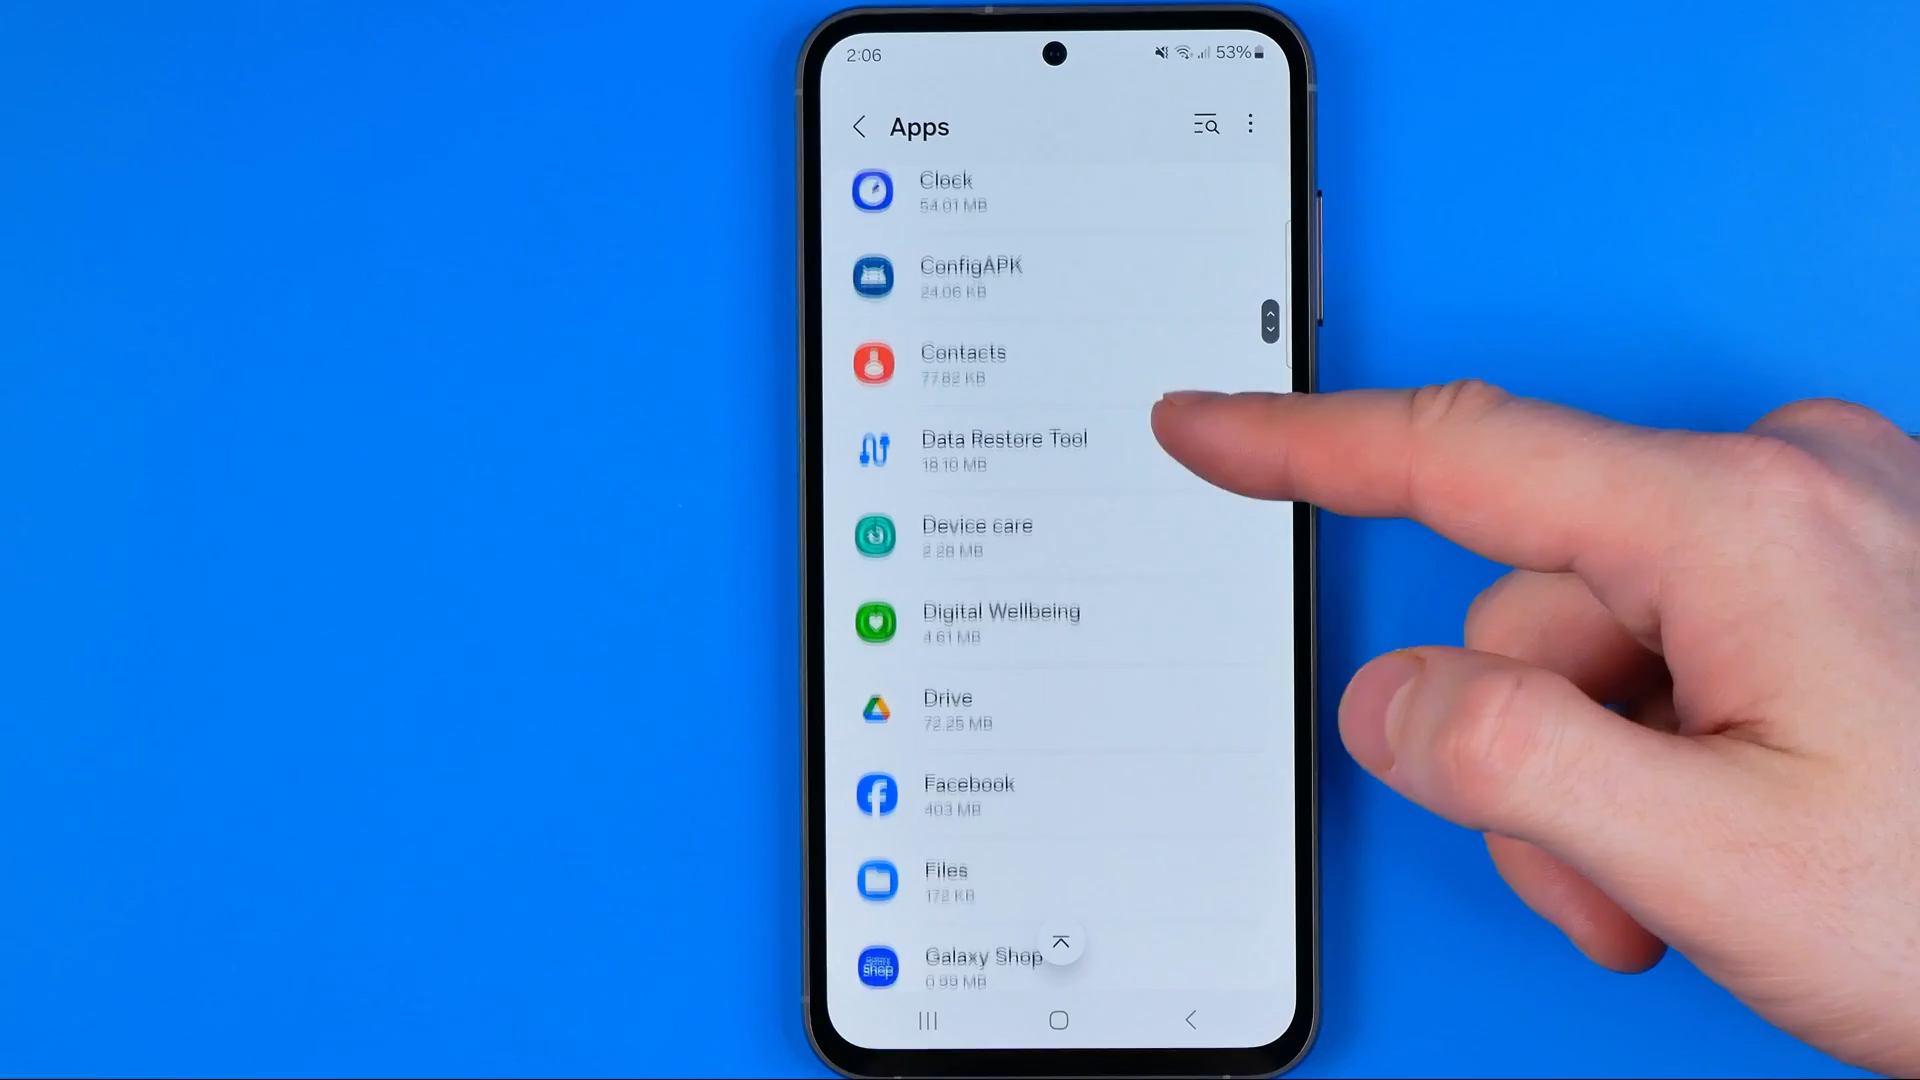 2:06
53%
Apps
Clock
54.01 MB
ConfigAPK
24.06 KB
Contacts
77.82 KB
Data Restore Tool
18.10 MB
Device care
2.28 MB
Digital Wellbeing
4.61 MB
Drive
72.25 MB
Facebook
403 MB
Files
172 KB
Galaxy Shop
Shop
0.99 MB